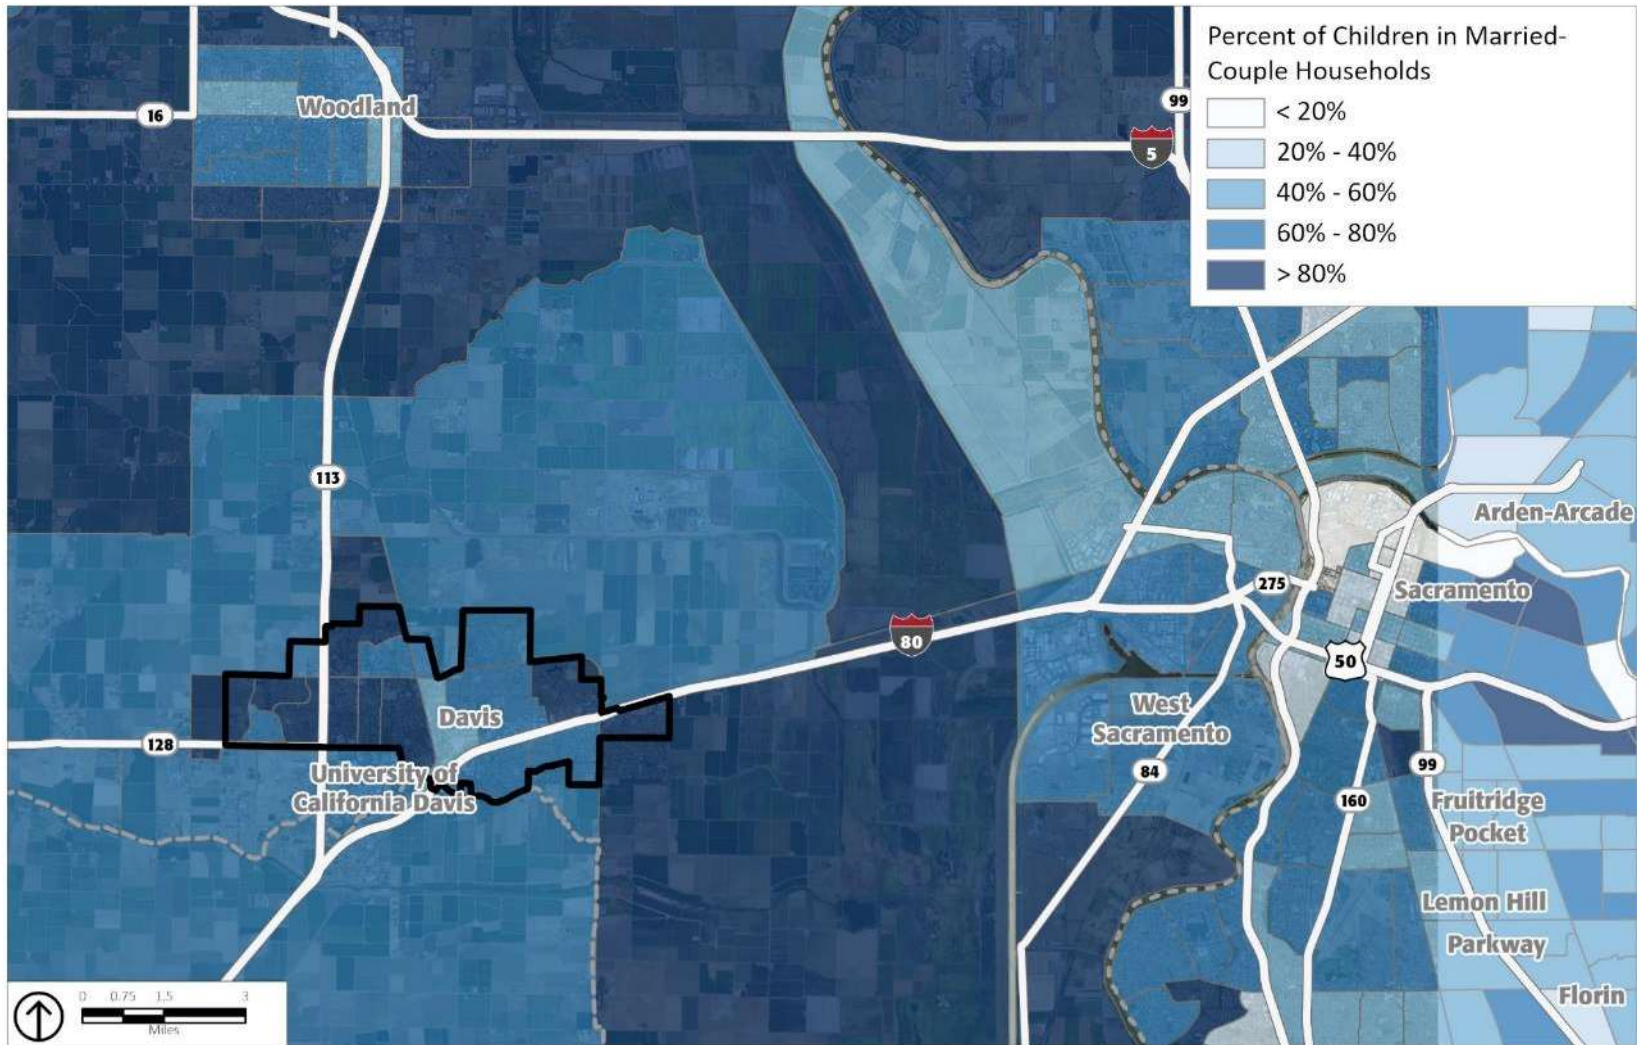 Percent of Children in Married-
Couple Households
< 20%
20% - 40%
40% - 60%
60% - 80%
> 80%
99
16
Woodland
5
113
Arden-Arcade
275
Sacramento
80
50
Davis
West
Sacramento
128
University of
California Davis
84
99
160
Fruitridge
Pocket
Lemon Hill
Parkway
Florin
0 0.75 1.5 3
Miles